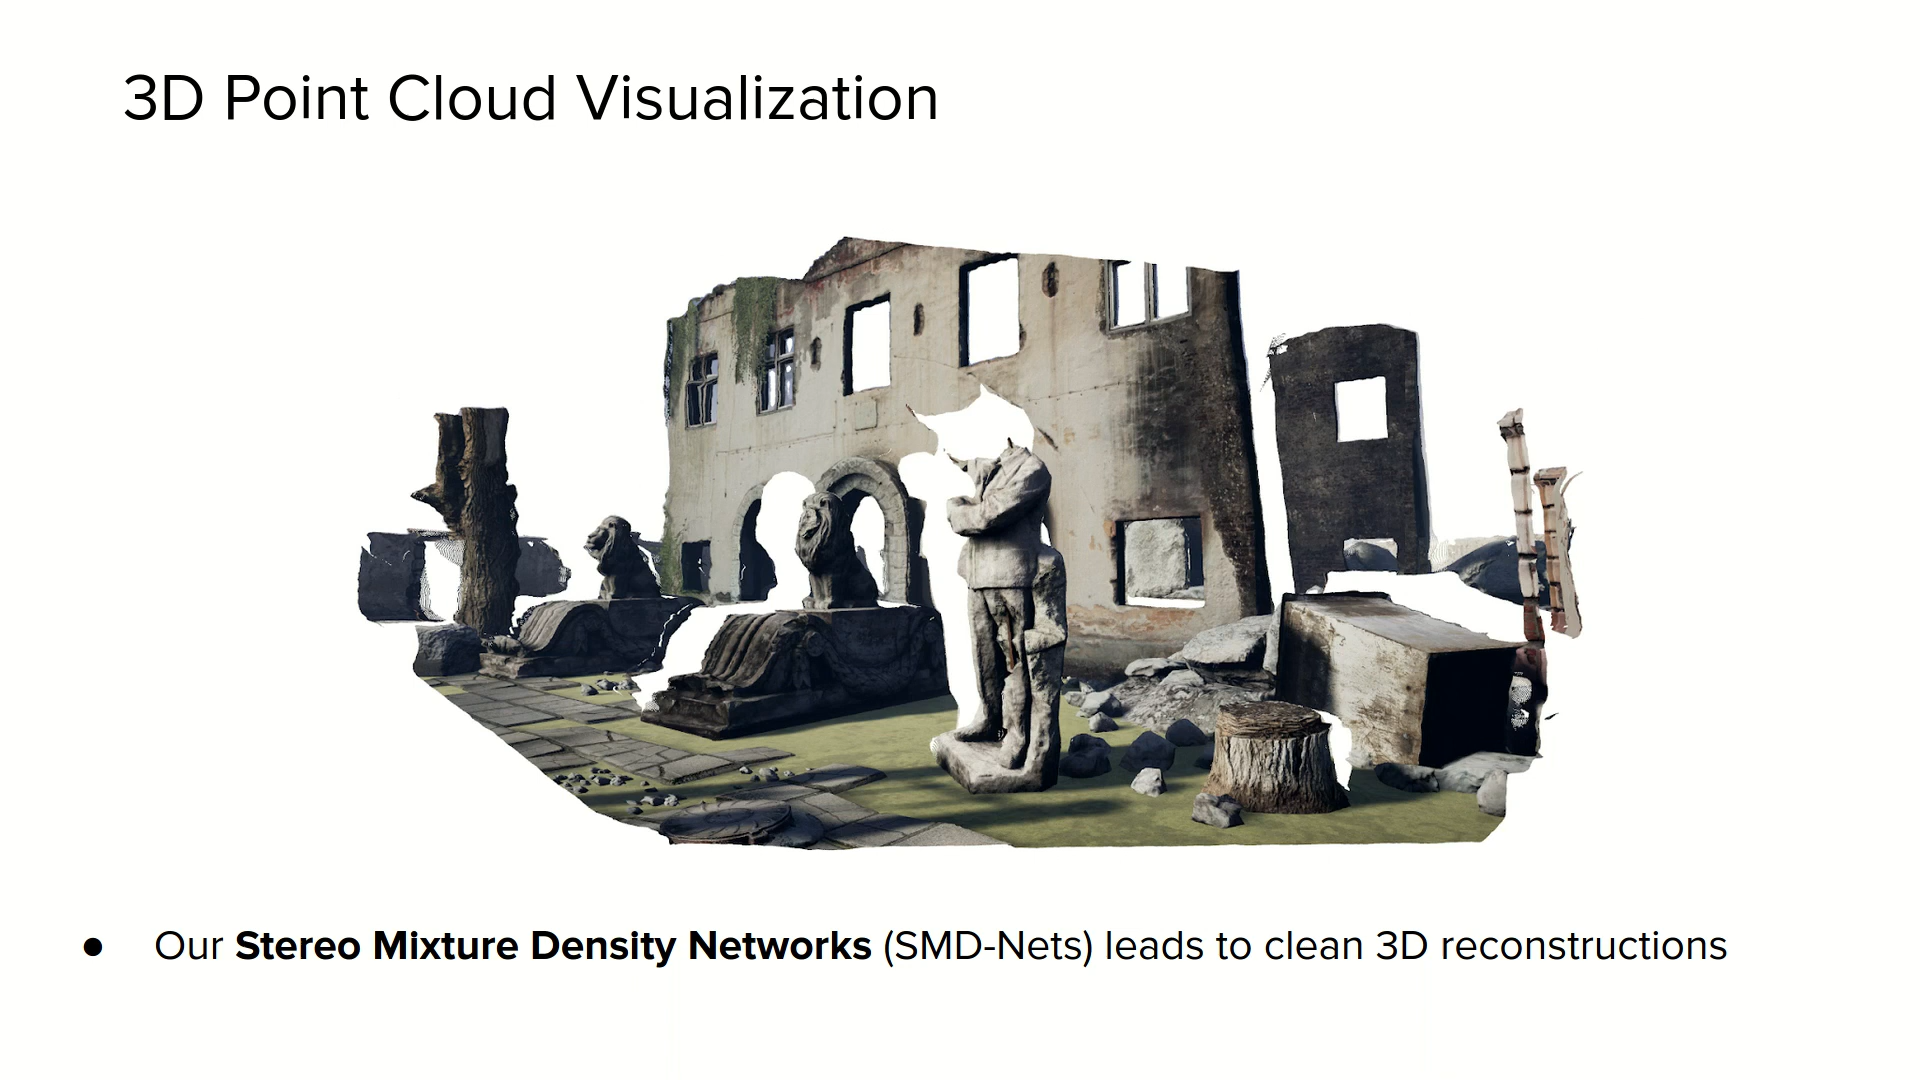 3D Point Cloud Visualization
● Our Stereo Mixture Density Networks (SMD-Nets) leads to clean 3D reconstructions